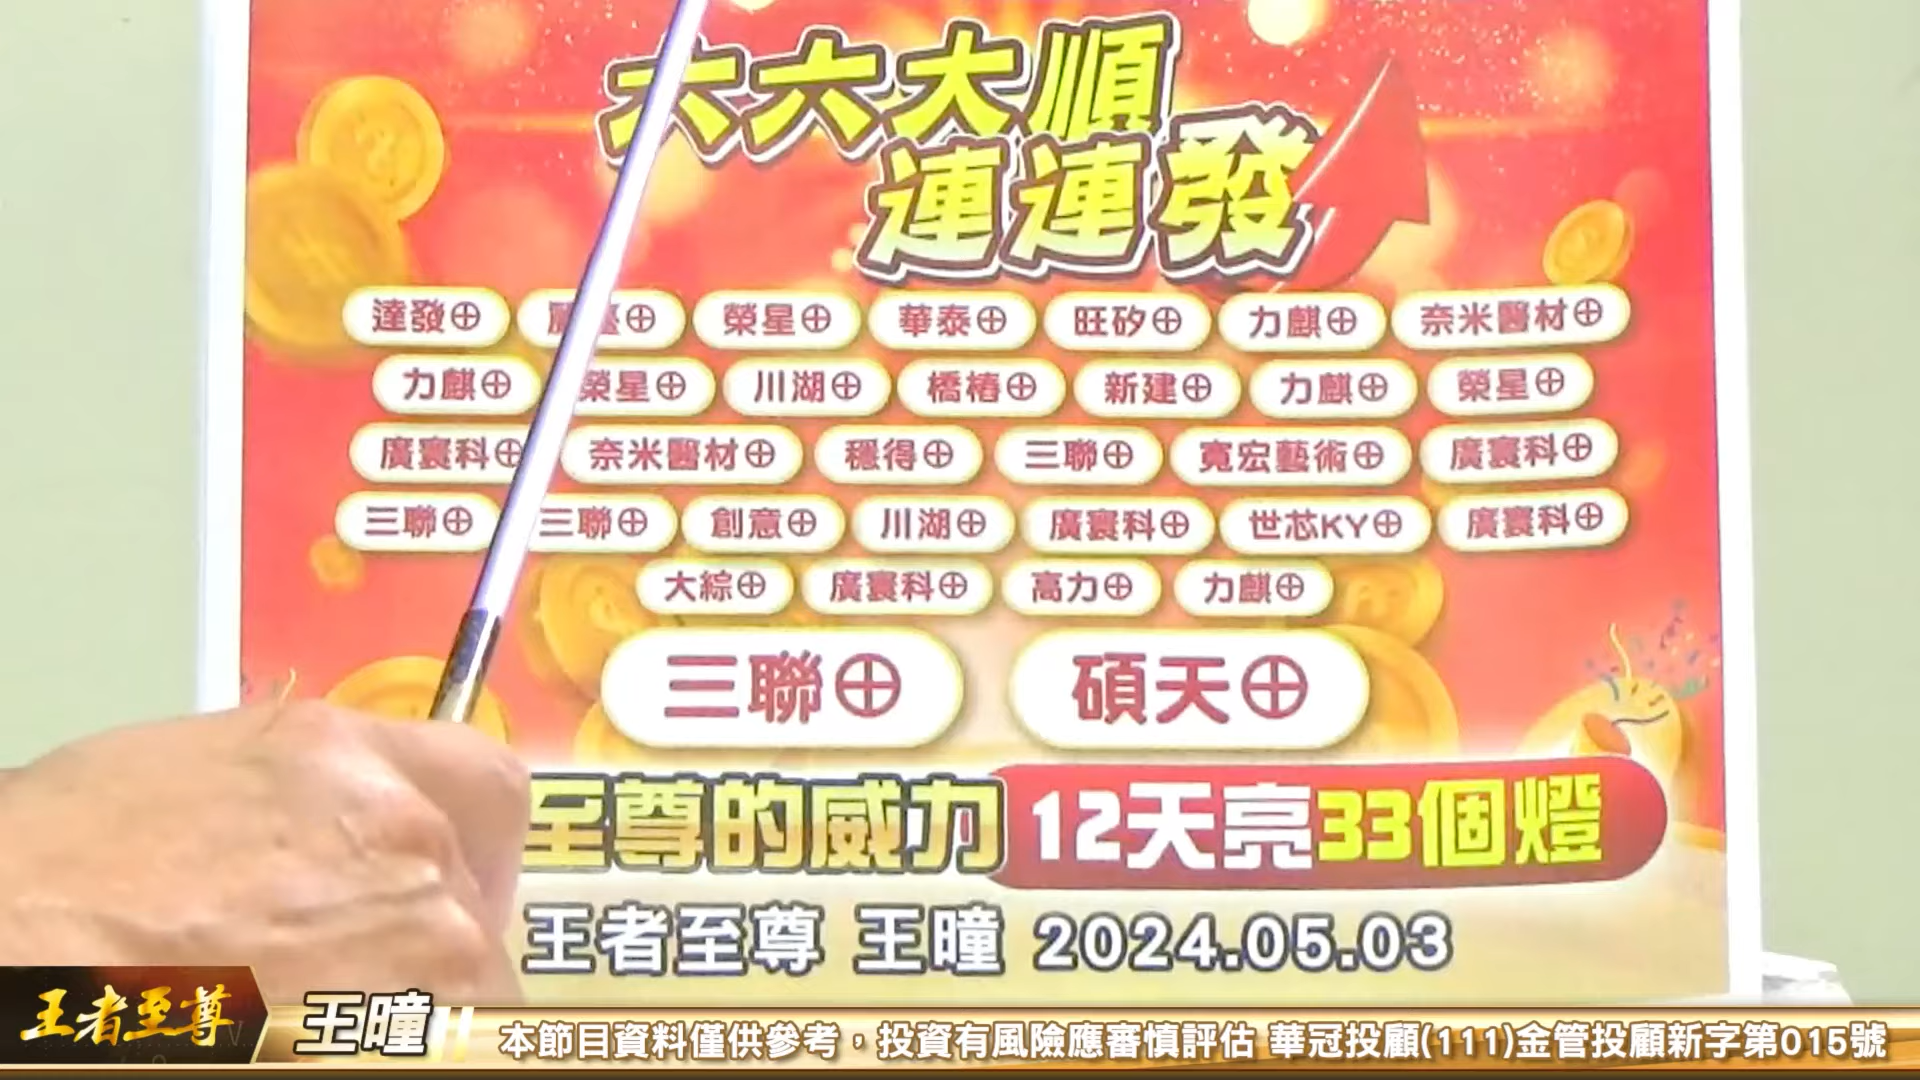 六六大順
連連發
達發⊕ ⊕ 榮星⊕ 華泰⊕ 旺矽⊕ 力麒⊕ 奈米醫材⊕
力麒⊕ 榮星⊕ 川湖⊕ 橋椿⊕ 新建⊕ 力麒⊕ 榮星⊕
廣寰科⊕ 奈米醫材⊕ 穩得⊕ 三聯⊕ 寬宏藝術⊕ 廣寰科⊕
三聯⊕ 三聯⊕ 創意⊕ 川湖⊕ 廣寰科⊕ 世芯KY⊕ 廣寰科⊕
大綜⊕ 廣寰科⊕ 高力⊕ 力麒⊕
三聯⊕ 碩天⊕
至尊的威力 12天亮33個燈
王者至尊 王曈 2024.05.03
王者至尊 王曈 本節目資料僅供參考，投資有風險應審慎評估 華冠投顧(111)金管投顧新字第015號